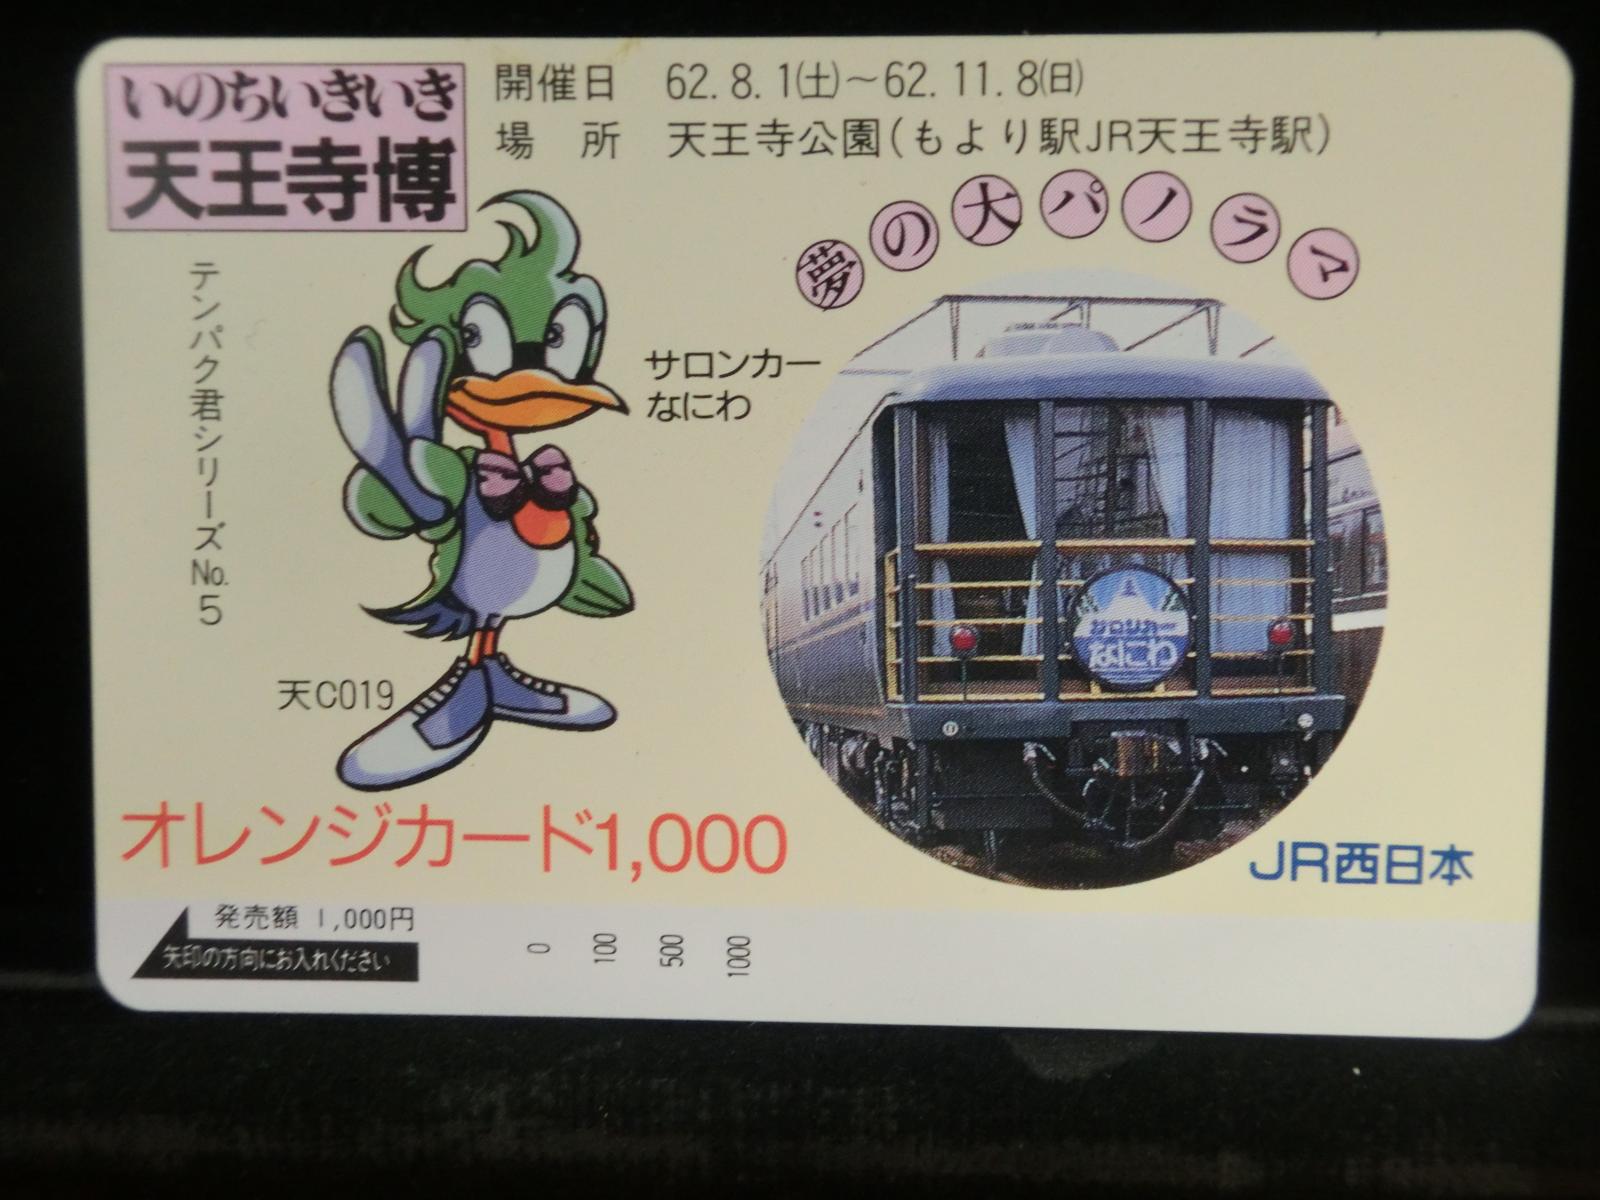 いのちいきいき
天王寺博
開催日 62.8.1(土)～62.11.8(日)
場所 天王寺公園(もより駅JR天王寺駅)
夢の大パノラマ
テンパク君シリーズNo.5
サロンカー
なにわ
サロンカー
なにわ
天C019
オレンジカード1,000
JR西日本
発売額 1,000円
矢印の方向にお入れください
0 100 500 1000